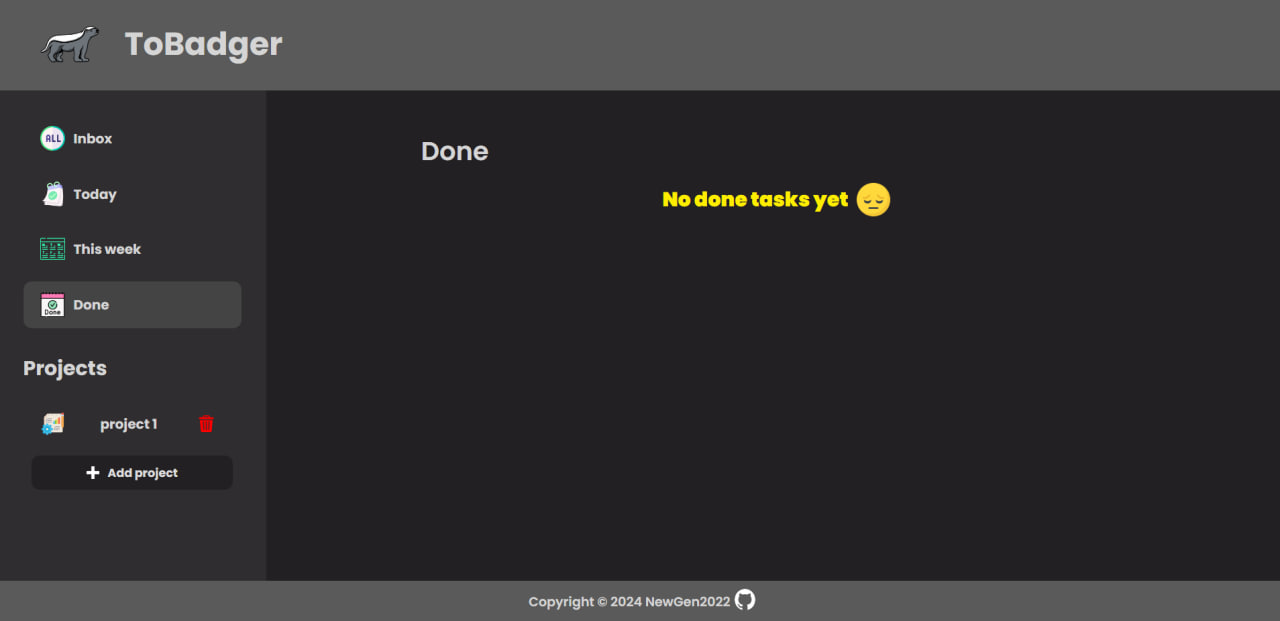 ToBadger
ALL Inbox
Today
This week
Done Done
Projects
project 1
Add project
Done
No done tasks yet
Copyright © 2024 NewGen2022